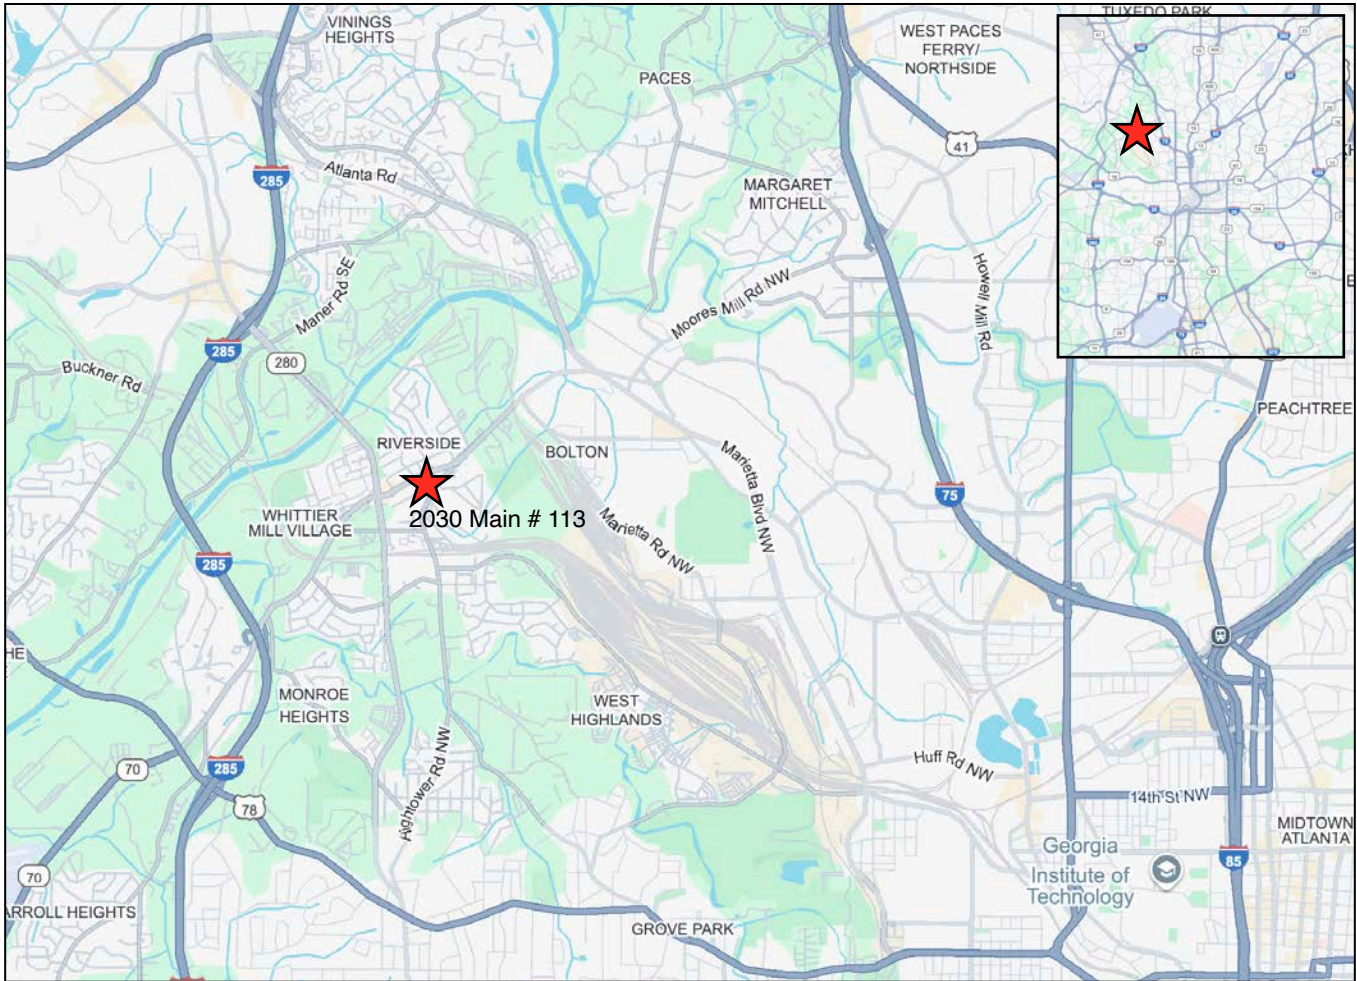 VININGS
HEIGHTS
TUXEDO PARK
WEST PACES
FERRY/
NORTHSIDE
PACES
41
285
Atlanta Rd
MARGARET
MITCHELL
Maner Rd SE
Howell Mill Rd
Moores Mill Rd NW
285
280
Buckner Rd
PEACHTREE
RIVERSIDE
BOLTON
Marietta Blvd NW
75
2030 Main # 113
WHITTIER
MILL VILLAGE
Marietta Rd NW
285
HE
MONROE
HEIGHTS
WEST
HIGHLANDS
Hightower Rd NW
Huff Rd NW
70
285
78
14th St NW
MIDTOWN
ATLANTA
Georgia
Institute of
Technology
85
70
ARROLL HEIGHTS
GROVE PARK